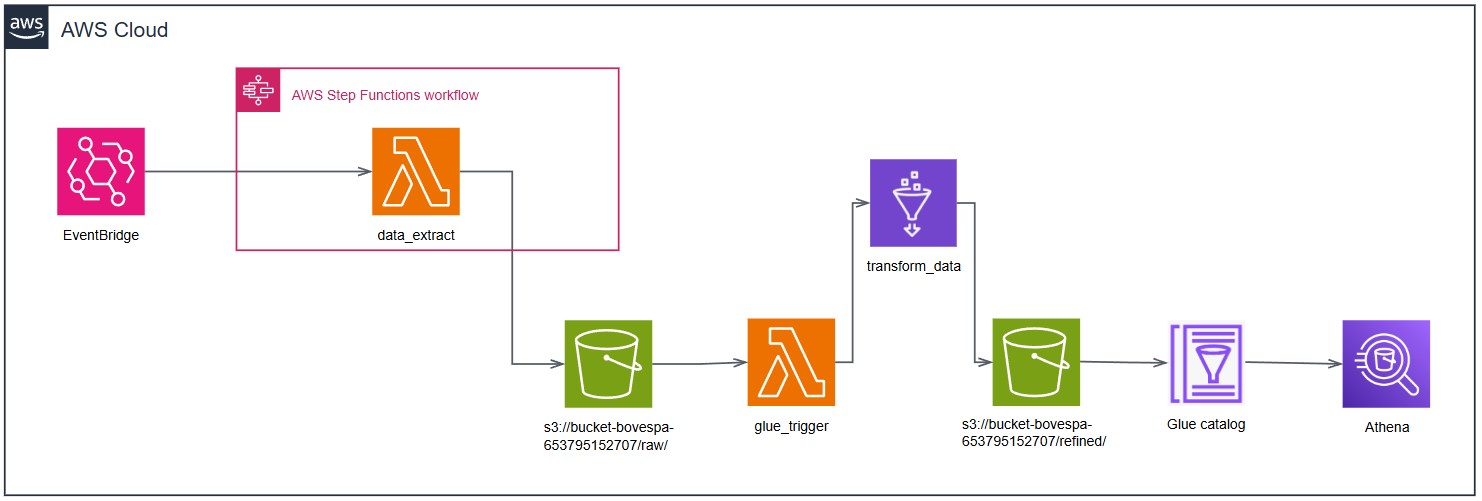 aws
AWS Cloud
AWS Step Functions workflow
EventBridge
data_extract
transform_data
s3://bucket-bovespa-
653795152707/raw/
glue_trigger
s3://bucket-bovespa-
653795152707/refined/
Glue catalog
Athena